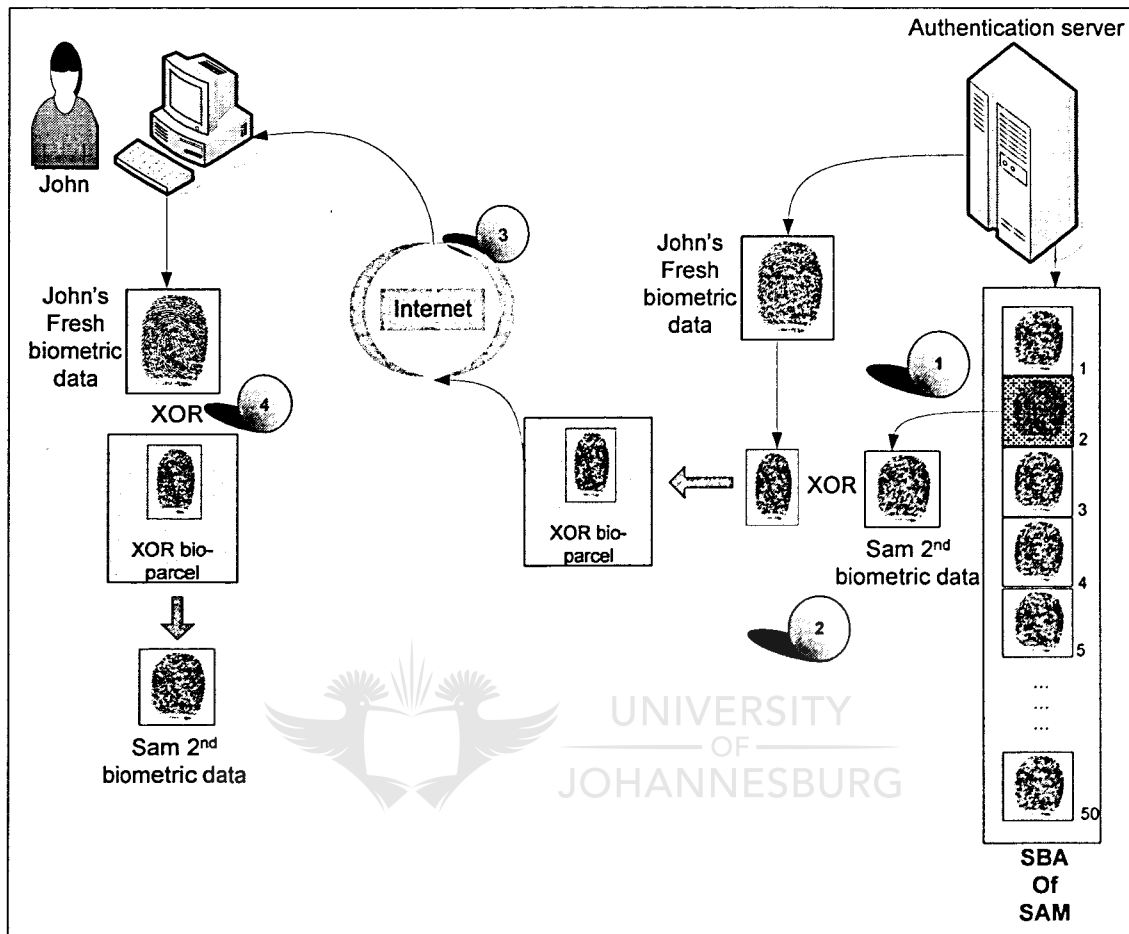 Authentication server
John
John's
Fresh
biometric
data
3
Internet
John's
Fresh
biometric
data
1
1
2
3
4
5
...
...
...
50
XOR
4
XOR bio-
parcel
XOR bio-
parcel
XOR
Sam 2nd
biometric data
2
Sam 2nd
biometric data
UNIVERSITY
OF
JOHANNESBURG
SBA
Of
SAM